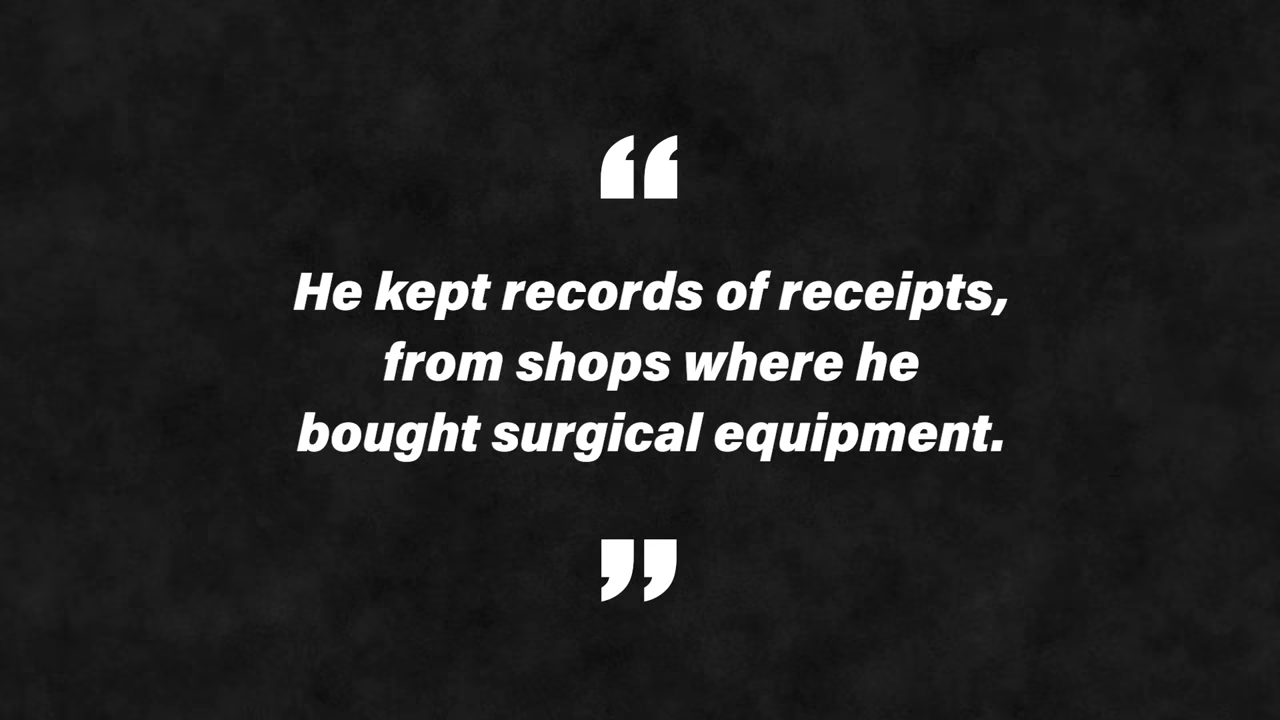 “
He kept records of receipts,
from shops where he
bought surgical equipment.
”